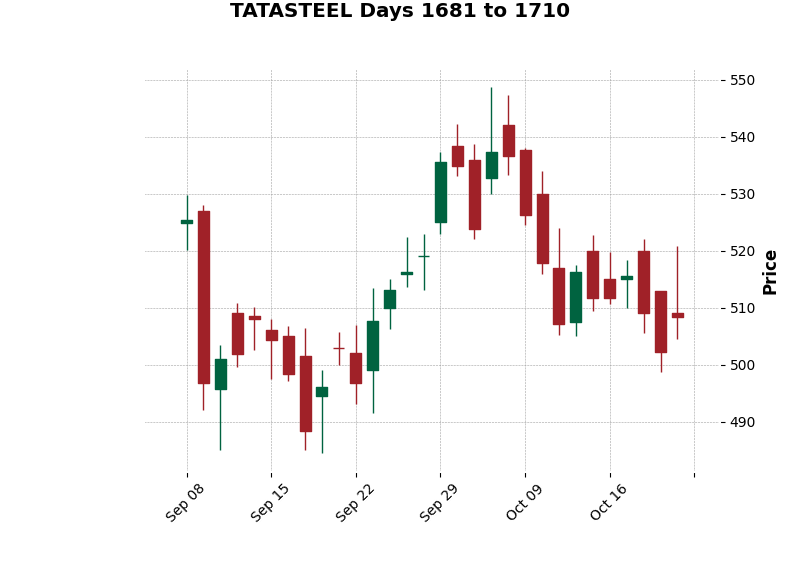 TATASTEEL Days 1681 to 1710
550
540
530
520
510
500
490
Price
Sep 08
Sep 15
Sep 22
Sep 29
Oct 09
Oct 16